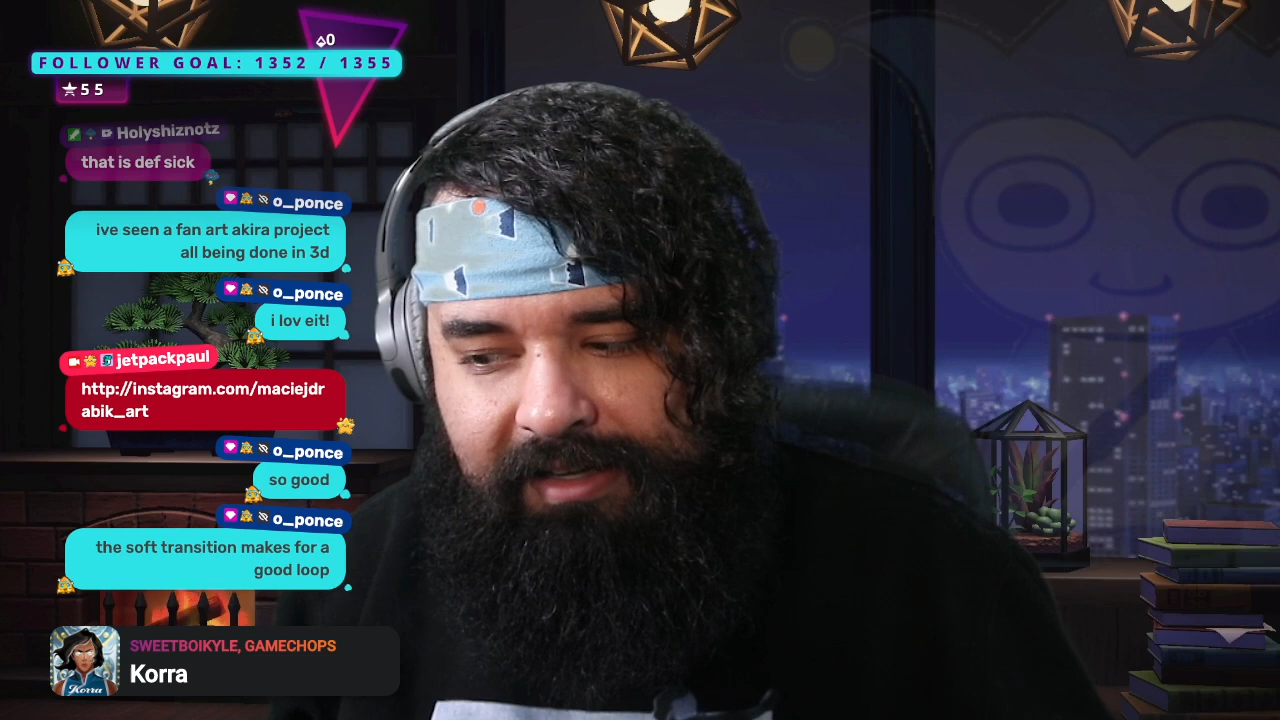 0
FOLLOWER GOAL: 1352 / 1355
55
Holyshiznotz
that is def sick
o_ponce
ive seen a fan art akira project
all being done in 3d
o_ponce
i lov eit!
jetpackpaul
http://instagram.com/maciejdr
abik_art
o_ponce
so good
o_ponce
the soft transition makes for a
good loop
SWEETBOIKYLE, GAMECHOPS
Korra
Korra